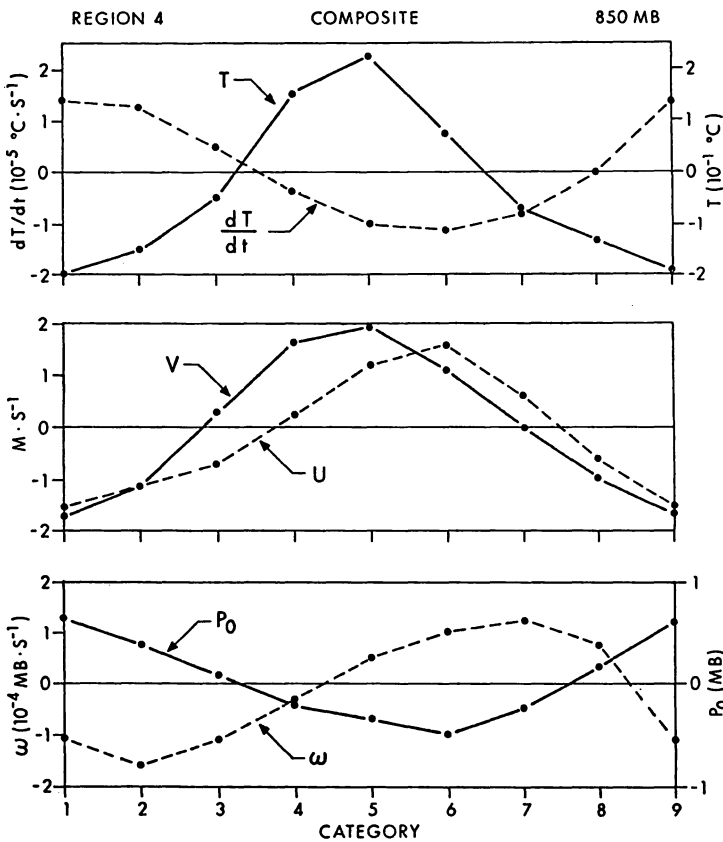 REGION 4 COMPOSITE 850 MB
dT/dt (10⁻⁵ °C·S⁻¹)
2
1
0
-1
-2
T
dT
dt
2
1
0
-1
-2
T (10⁻¹ °C)
M·S⁻¹
2
1
0
-1
-2
V
U
ω (10⁻⁴ MB·S⁻¹)
2
1
0
-1
-2
P₀
ω
1
0
-1
P₀ (MB)
1 2 3 4 5 6 7 8 9
CATEGORY